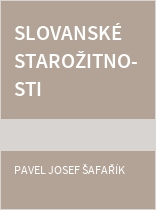 SLOVANSKÉ
STAROŽITNO-
STI
PAVEL JOSEF ŠAFAŘÍK